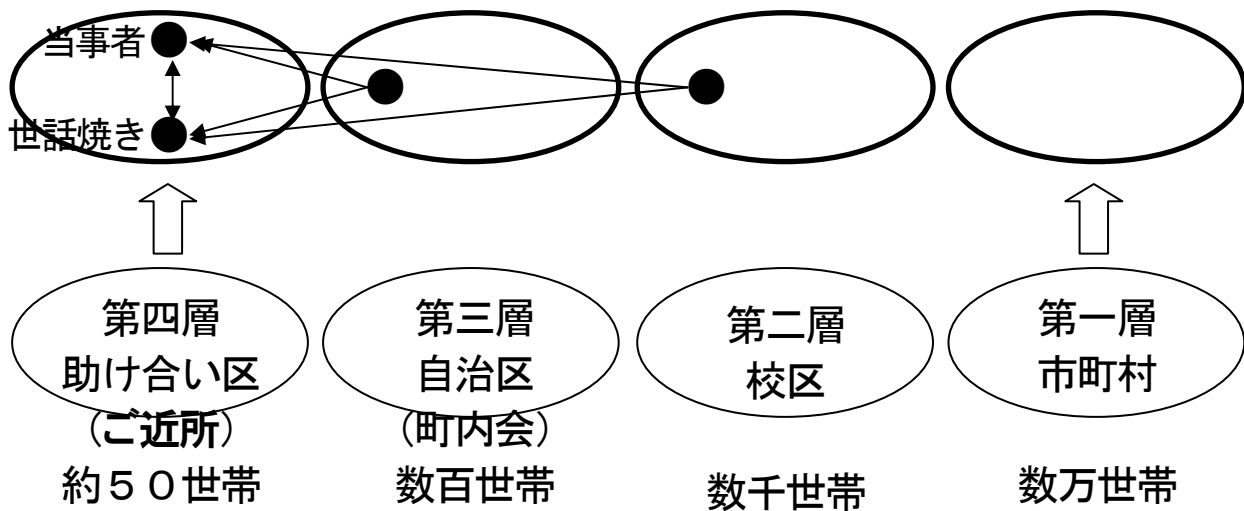 当事者
世話焼き
第四層
助け合い区
（ご近所）
約５０世帯
第三層
自治区
（町内会）
数百世帯
第二層
校区
数千世帯
第一層
市町村
数万世帯